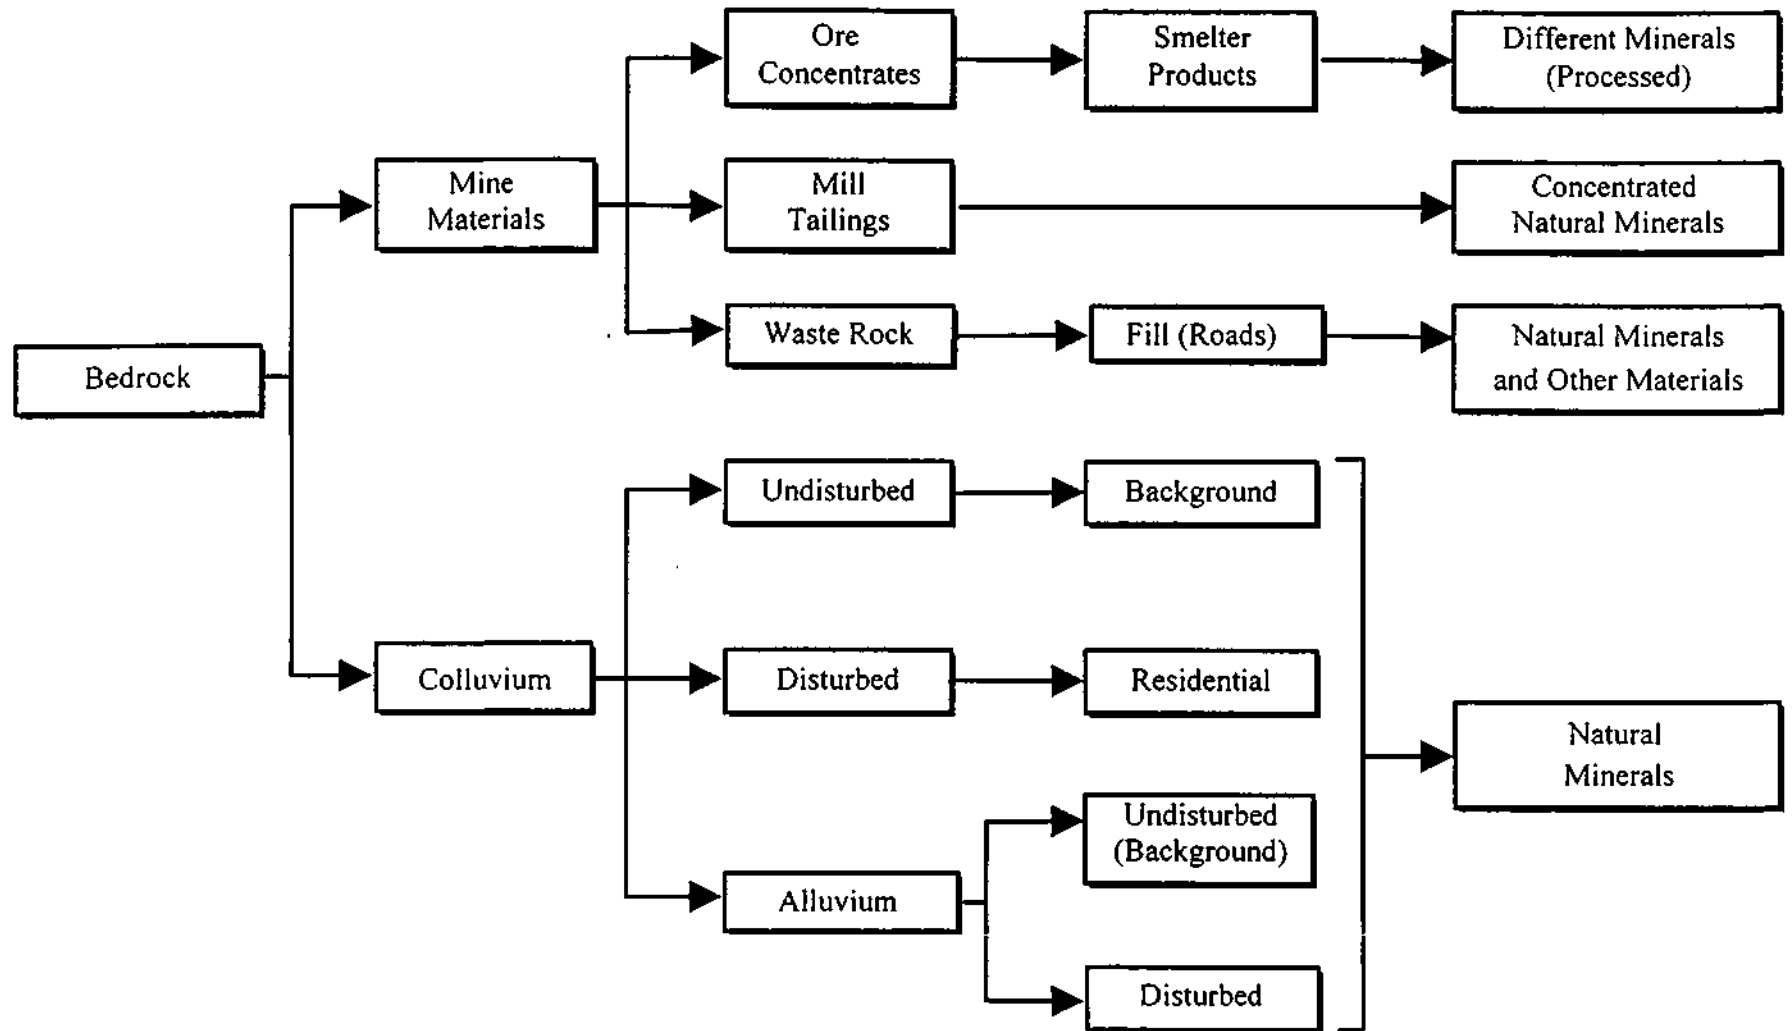 Ore
Concentrates
Smelter
Products
Different Minerals
(Processed)
Mine
Materials
Mill
Tailings
Concentrated
Natural Minerals
Waste Rock
Fill (Roads)
Natural Minerals
and Other Materials
Bedrock
Undisturbed
Background
Colluvium
Disturbed
Residential
Natural
Minerals
Undisturbed
(Background)
Alluvium
Disturbed